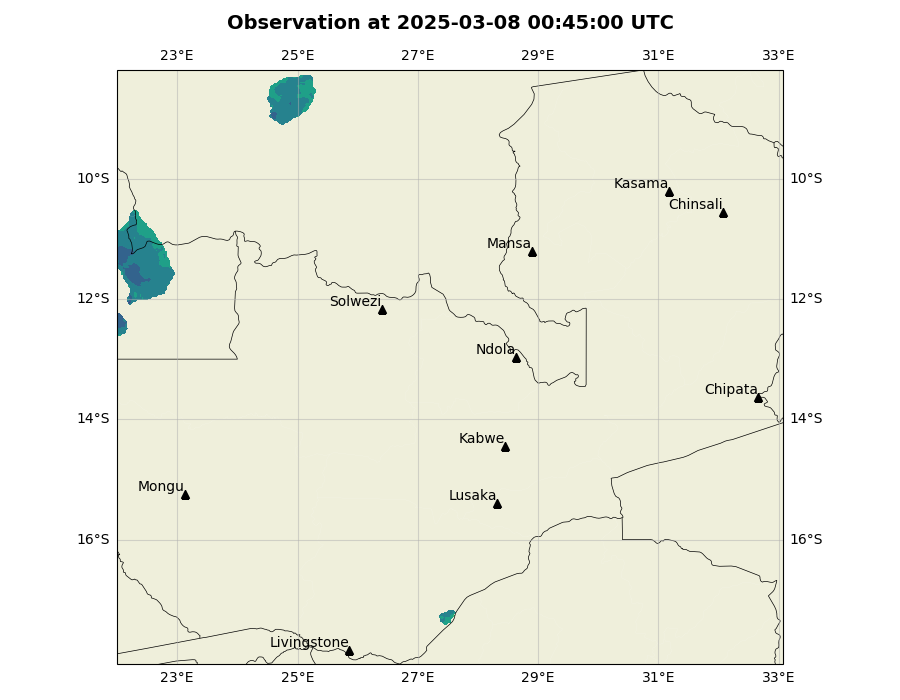 Observation at 2025-03-08 00:45:00 UTC
23°E 25°E 27°E 29°E 31°E 33°E
10°S 10°S
Kasama
Chinsali
Mansa
12°S 12°S
Solwezi
Ndola
Chipata
14°S 14°S
Kabwe
Mongu
Lusaka
16°S 16°S
Livingstone
23°E 25°E 27°E 29°E 31°E 33°E